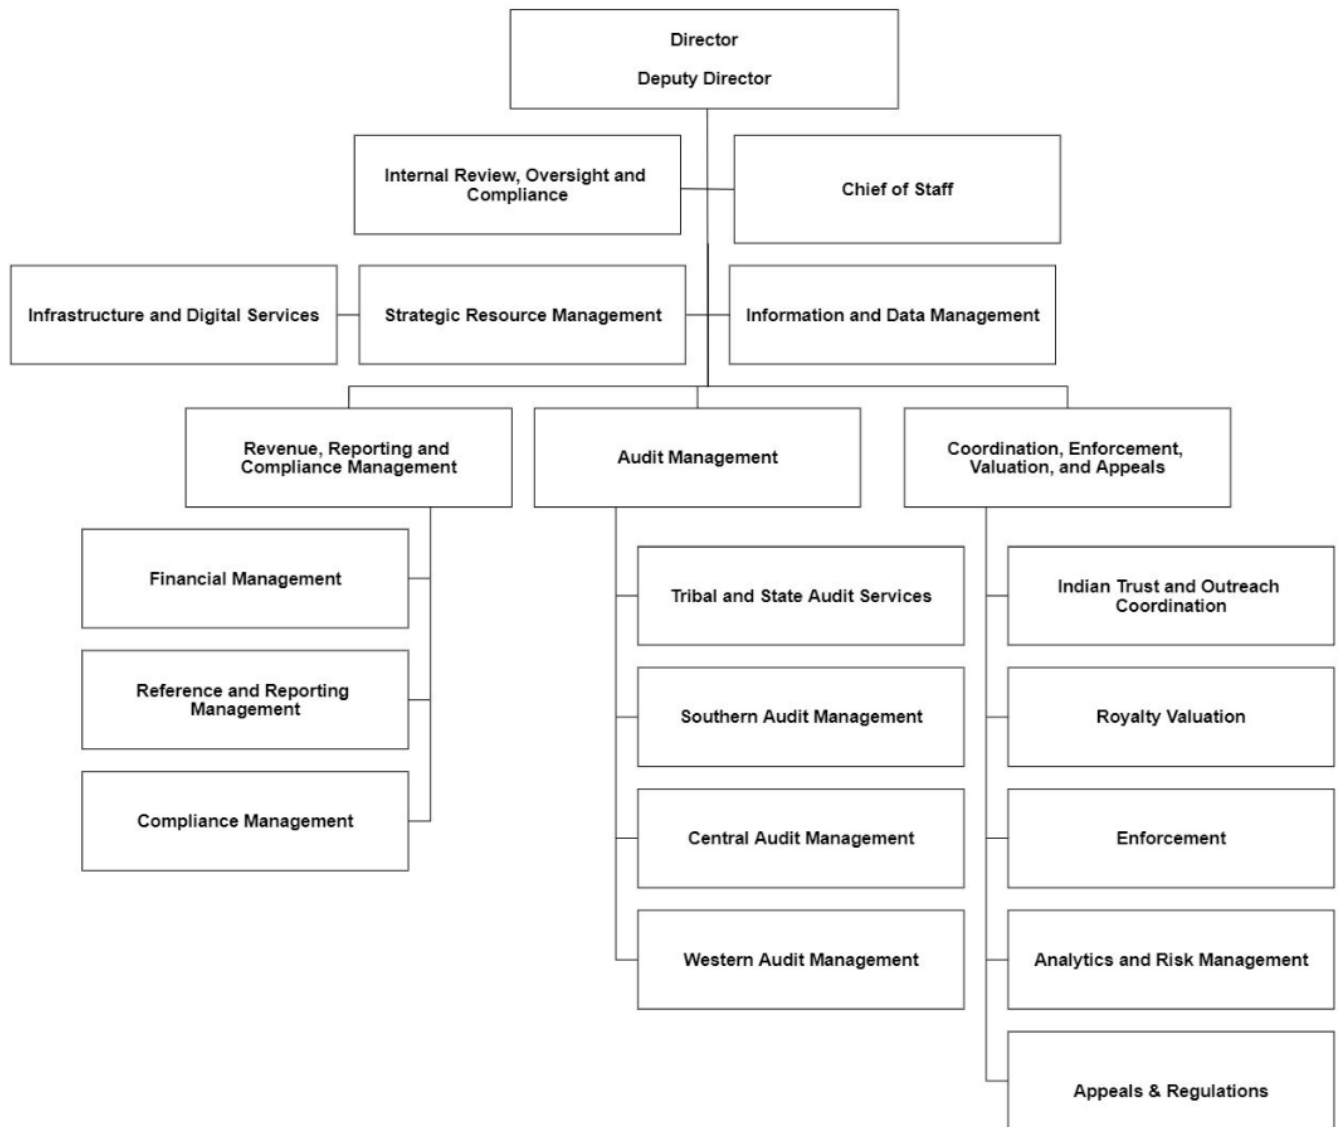 Director
Deputy Director
Internal Review, Oversight and
Compliance
Chief of Staff
Infrastructure and Digital Services
Strategic Resource Management
Information and Data Management
Revenue, Reporting and
Compliance Management
Audit Management
Coordination, Enforcement,
Valuation, and Appeals
Financial Management
Reference and Reporting
Management
Compliance Management
Tribal and State Audit Services
Southern Audit Management
Central Audit Management
Western Audit Management
Indian Trust and Outreach
Coordination
Royalty Valuation
Enforcement
Analytics and Risk Management
Appeals & Regulations